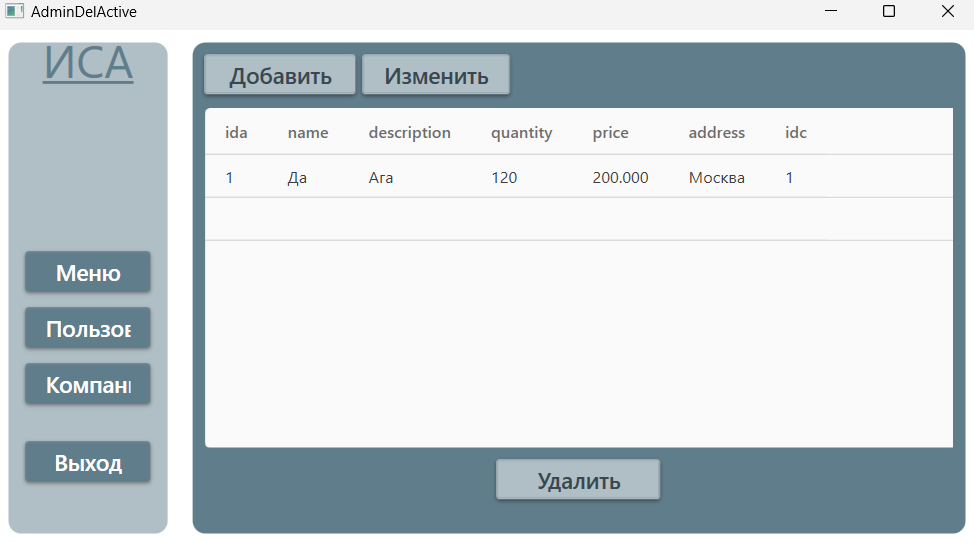 AdminDelActive
ИСА
Меню
Пользов
Компани
Выход
Добавить Изменить
ida name description quantity price address idc
1 Да Ага 120 200.000 Москва 1
Удалить